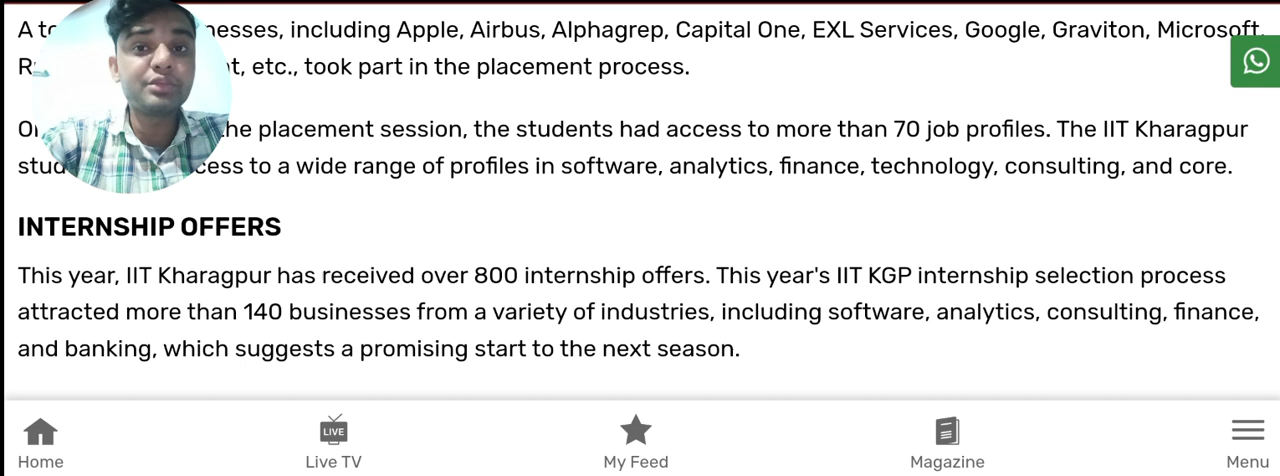 A nesses, including Apple, Airbus, Alphagrep, Capital One, EXL Services, Google, Graviton, Microsoft,
t, etc., took part in the placement process.
he placement session, the students had access to more than 70 job profiles. The IIT Kharagpur
stud cess to a wide range of profiles in software, analytics, finance, technology, consulting, and core.
INTERNSHIP OFFERS
This year, IIT Kharagpur has received over 800 internship offers. This year's IIT KGP internship selection process
attracted more than 140 businesses from a variety of industries, including software, analytics, consulting, finance,
and banking, which suggests a promising start to the next season.
LIVE
Home Live TV My Feed Magazine Menu